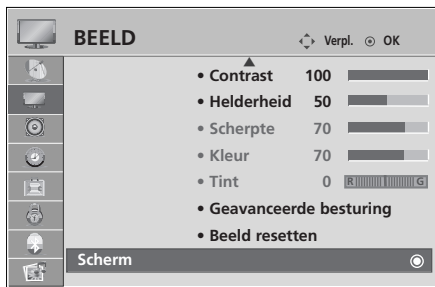 BEELD Verpl. OK
• Contrast 100
• Helderheid 50
• Scherpte 70
• Kleur 70
• Tint 0 R G
• Geavanceerde besturing
• Beeld resetten
Scherm